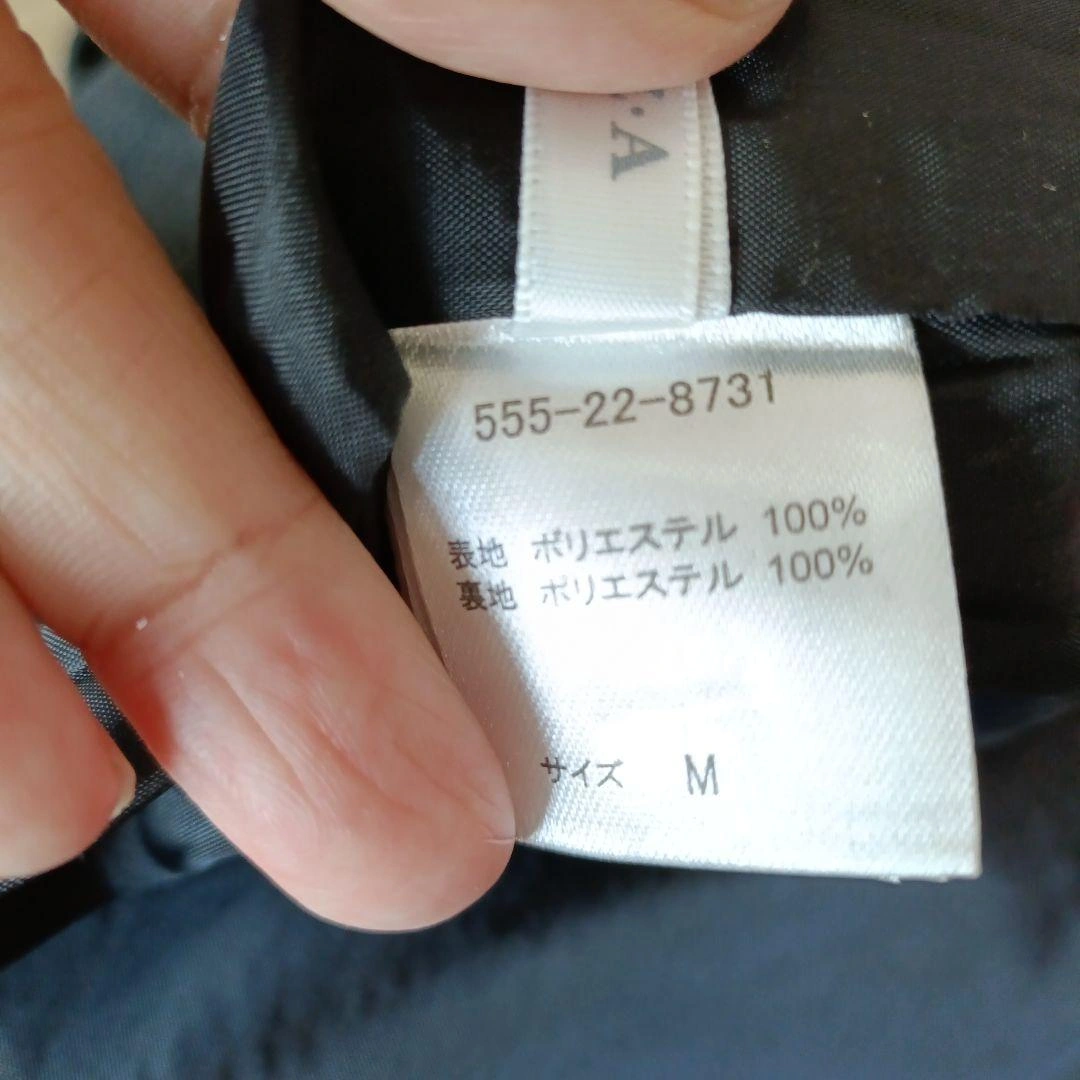 ·A
555-22-8731
表地 ポリエステル 100%
裏地 ポリエステル 100%
サイズ M